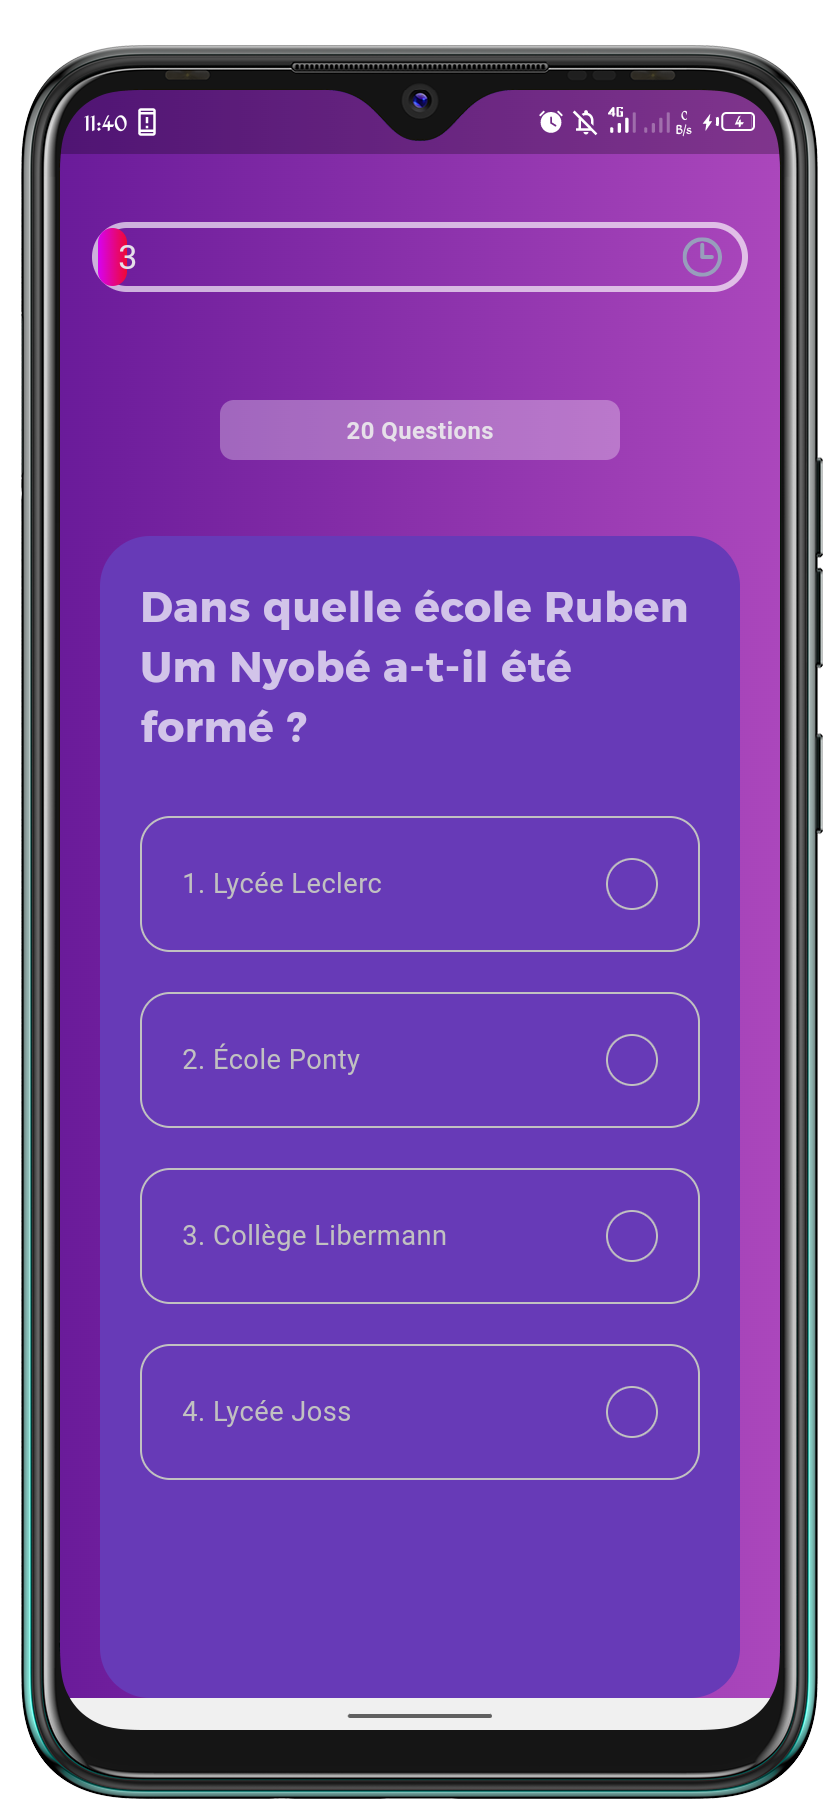 11:40
4G
C
B/s
4
3
20 Questions
Dans quelle école Ruben
Um Nyobé a-t-il été
formé ?
1. Lycée Leclerc
2. École Ponty
3. Collège Libermann
4. Lycée Joss